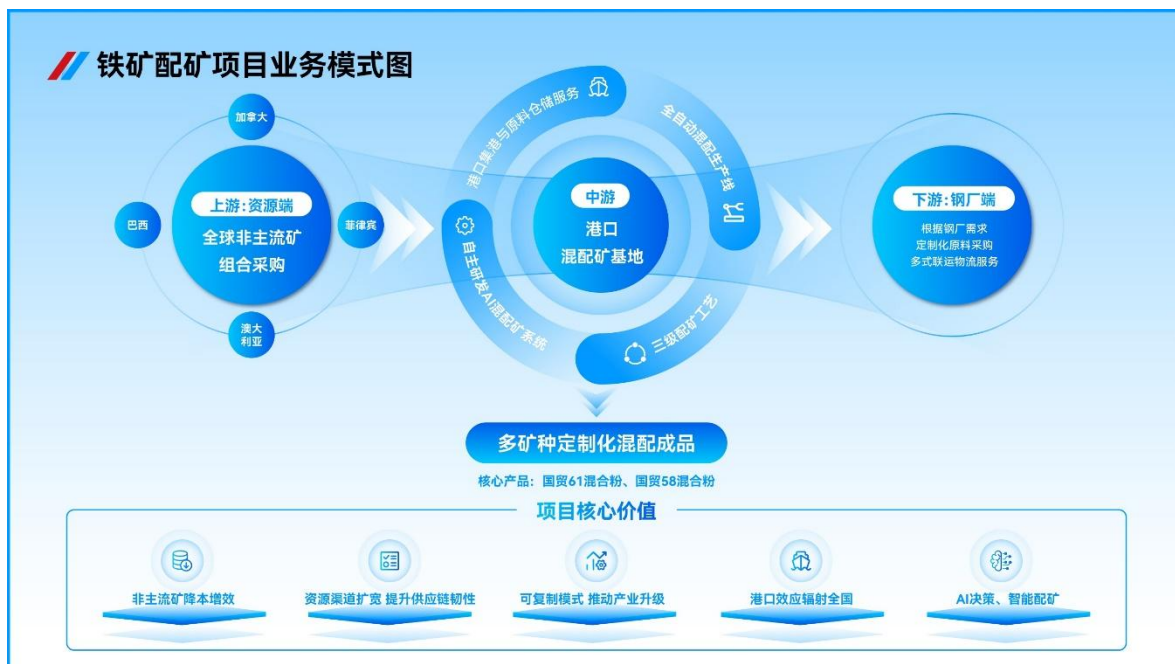 铁矿配矿项目业务模式图
加拿大
巴西
菲律宾
澳大
利亚
上游:资源端
全球非主流矿
组合采购
港口集港与原料仓储服务
全自动混配生产线
自主研发AI混配矿系统
三级配矿工艺
中游
港口
混配矿基地
下游:钢厂端
根据钢厂需求
定制化原料采购
多式联运物流服务
多矿种定制化混配成品
核心产品：国贸61混合粉、国贸58混合粉
项目核心价值
非主流矿降本增效
资源渠道扩宽 提升供应链韧性
可复制模式 推动产业升级
港口效应辐射全国
AI决策、智能配矿